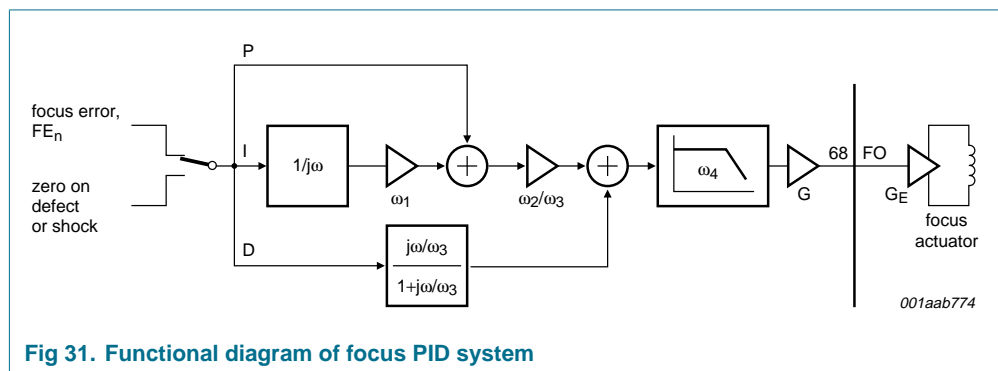 P
focus error,
FEn
I
zero on
defect
or shock
D
1/jω
ω1
+
ω2/ω3
+
jω/ω3
1+jω/ω3
ω4
G
68
FO
GE
focus
actuator
001aab774
Fig 31. Functional diagram of focus PID system